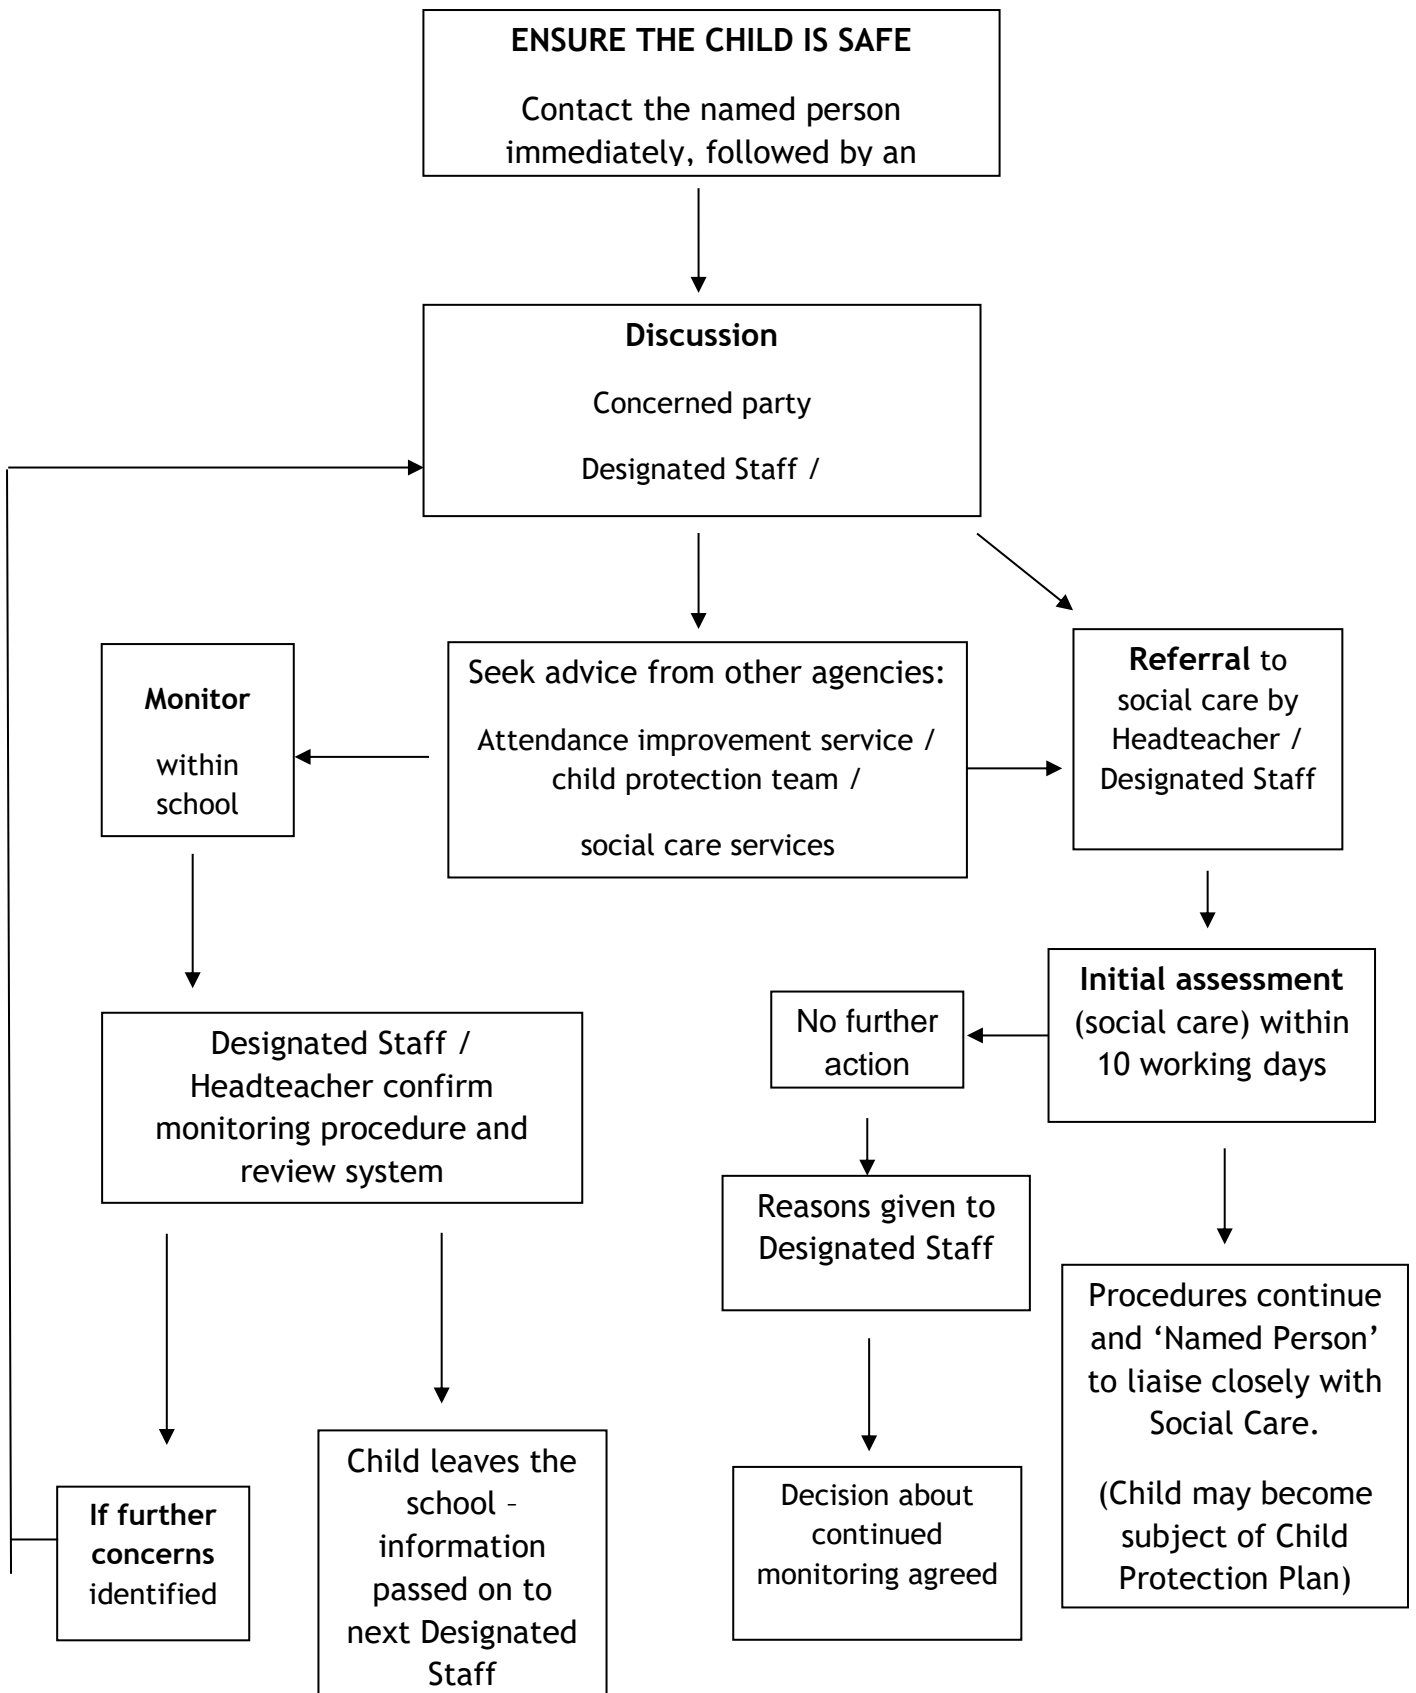 ENSURE THE CHILD IS SAFE
Contact the named person
immediately, followed by an
Discussion
Concerned party
Designated Staff /
Monitor
within
school
Seek advice from other agencies:
Attendance improvement service /
child protection team /
social care services
Referral to
social care by
Headteacher /
Designated Staff
Initial assessment
(social care) within
10 working days
No further
action
Designated Staff /
Headteacher confirm
monitoring procedure and
review system
Reasons given to
Designated Staff
Procedures continue
and ‘Named Person’
to liaise closely with
Social Care.
(Child may become
subject of Child
Protection Plan)
If further
concerns
identified
Child leaves the
school –
information
passed on to
next Designated
Staff
Decision about
continued
monitoring agreed